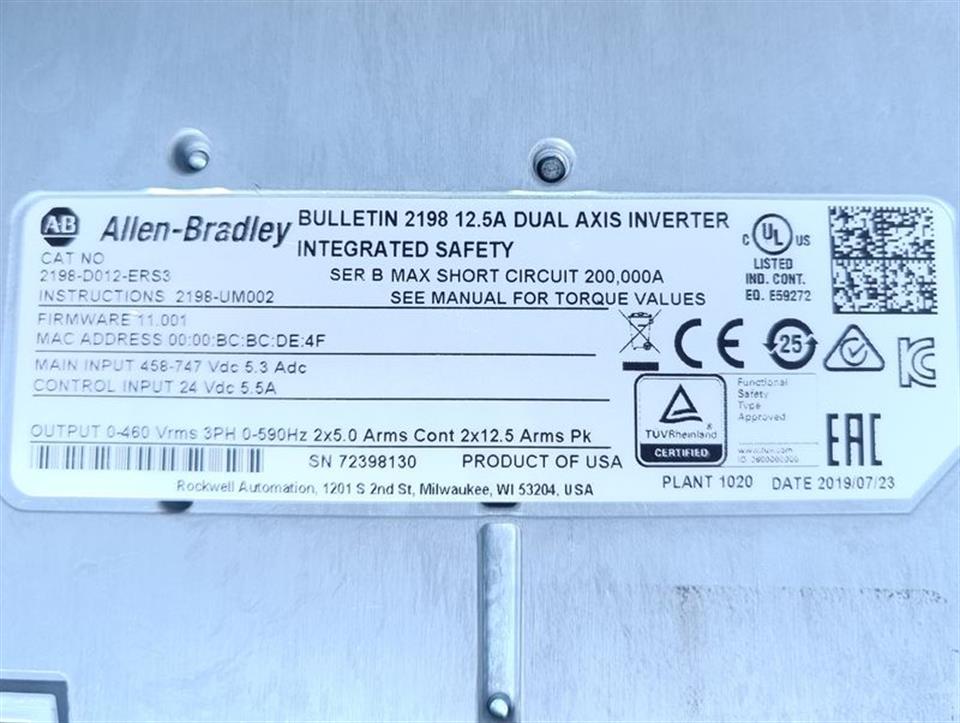 AB Allen-Bradley
BULLETIN 2198 12.5A DUAL AXIS INVERTER
INTEGRATED SAFETY
CAT NO
2198-D012-ERS3
SER B MAX SHORT CIRCUIT 200,000A
INSTRUCTIONS 2198-UM002
SEE MANUAL FOR TORQUE VALUES
C UL US
LISTED
IND. CONT.
EQ. E59272
FIRMWARE 11.001
MAC ADDRESS 00:00:BC:BC:DE:4F
MAIN INPUT 458-747 Vdc 5.3 Adc
CONTROL INPUT 24 Vdc 5.5A
CE
25
TÜVRheinland
CERTIFIED
Functional
Safety
Type
Approved
www.tuv.com
EAC
OUTPUT 0-460 Vrms 3PH 0-590Hz 2x5.0 Arms Cont 2x12.5 Arms Pk
SN 72398130
PRODUCT OF USA
PLANT 1020
DATE 2019/07/23
Rockwell Automation, 1201 S 2nd St, Milwaukee, WI 53204, USA